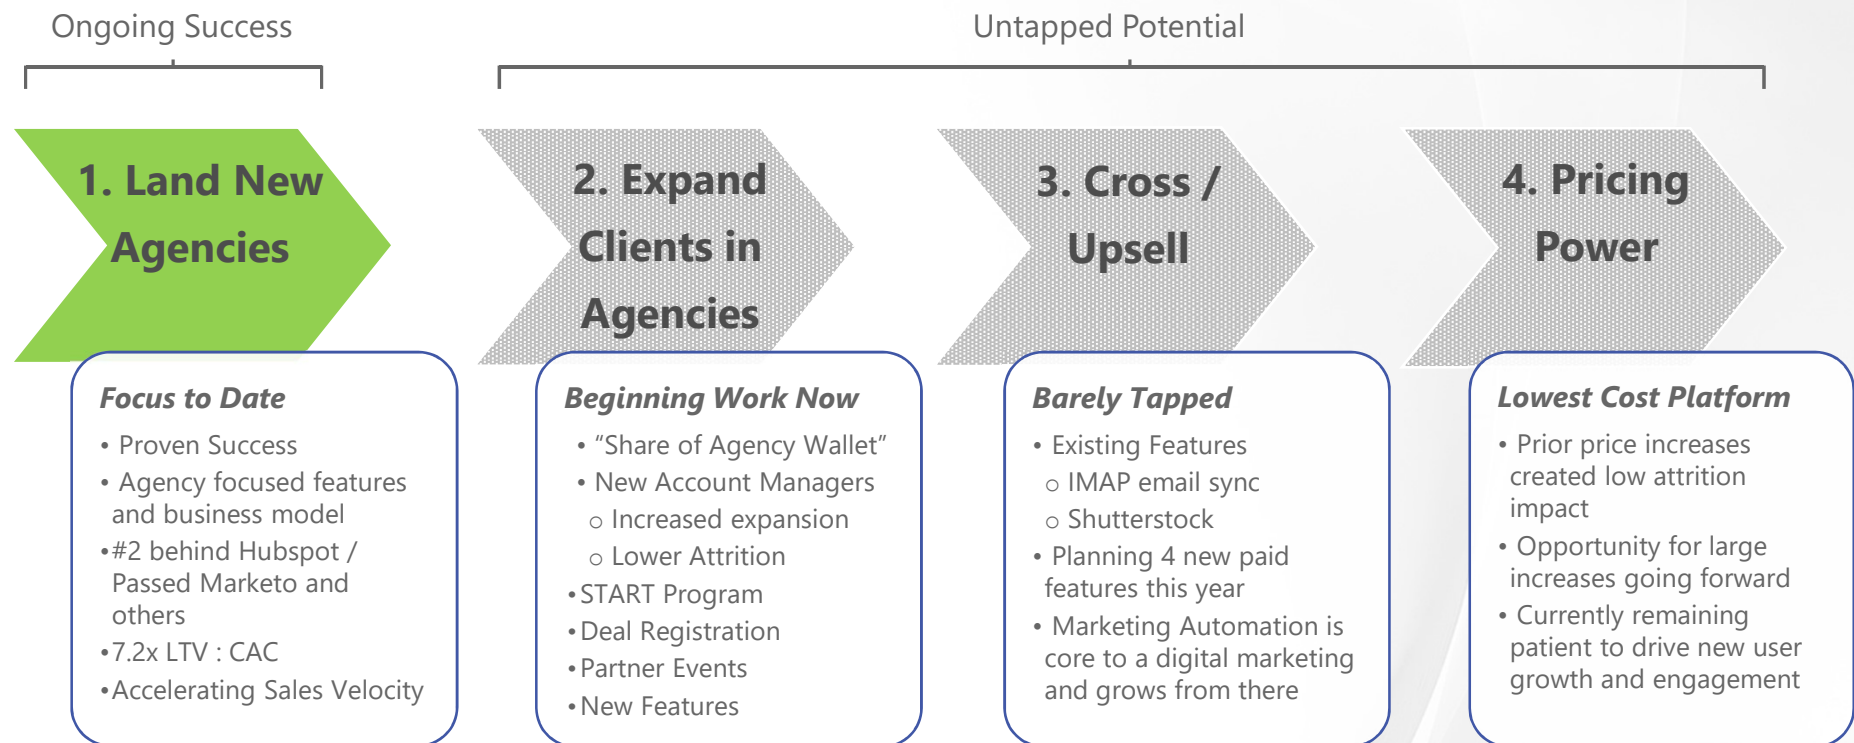 Ongoing Success
Untapped Potential
1. Land New
Agencies
2. Expand
Clients in
Agencies
3. Cross /
Upsell
4. Pricing
Power
Focus to Date
• Proven Success
• Agency focused features
and business model
•#2 behind Hubspot /
Passed Marketo and
others
•7.2x LTV : CAC
•Accelerating Sales Velocity
Beginning Work Now
• “Share of Agency Wallet”
• New Account Managers
o Increased expansion
o Lower Attrition
•START Program
•Deal Registration
•Partner Events
•New Features
Barely Tapped
• Existing Features
o IMAP email sync
o Shutterstock
• Planning 4 new paid
features this year
• Marketing Automation is
core to a digital marketing
and grows from there
Lowest Cost Platform
• Prior price increases
created low attrition
impact
• Opportunity for large
increases going forward
• Currently remaining
patient to drive new user
growth and engagement